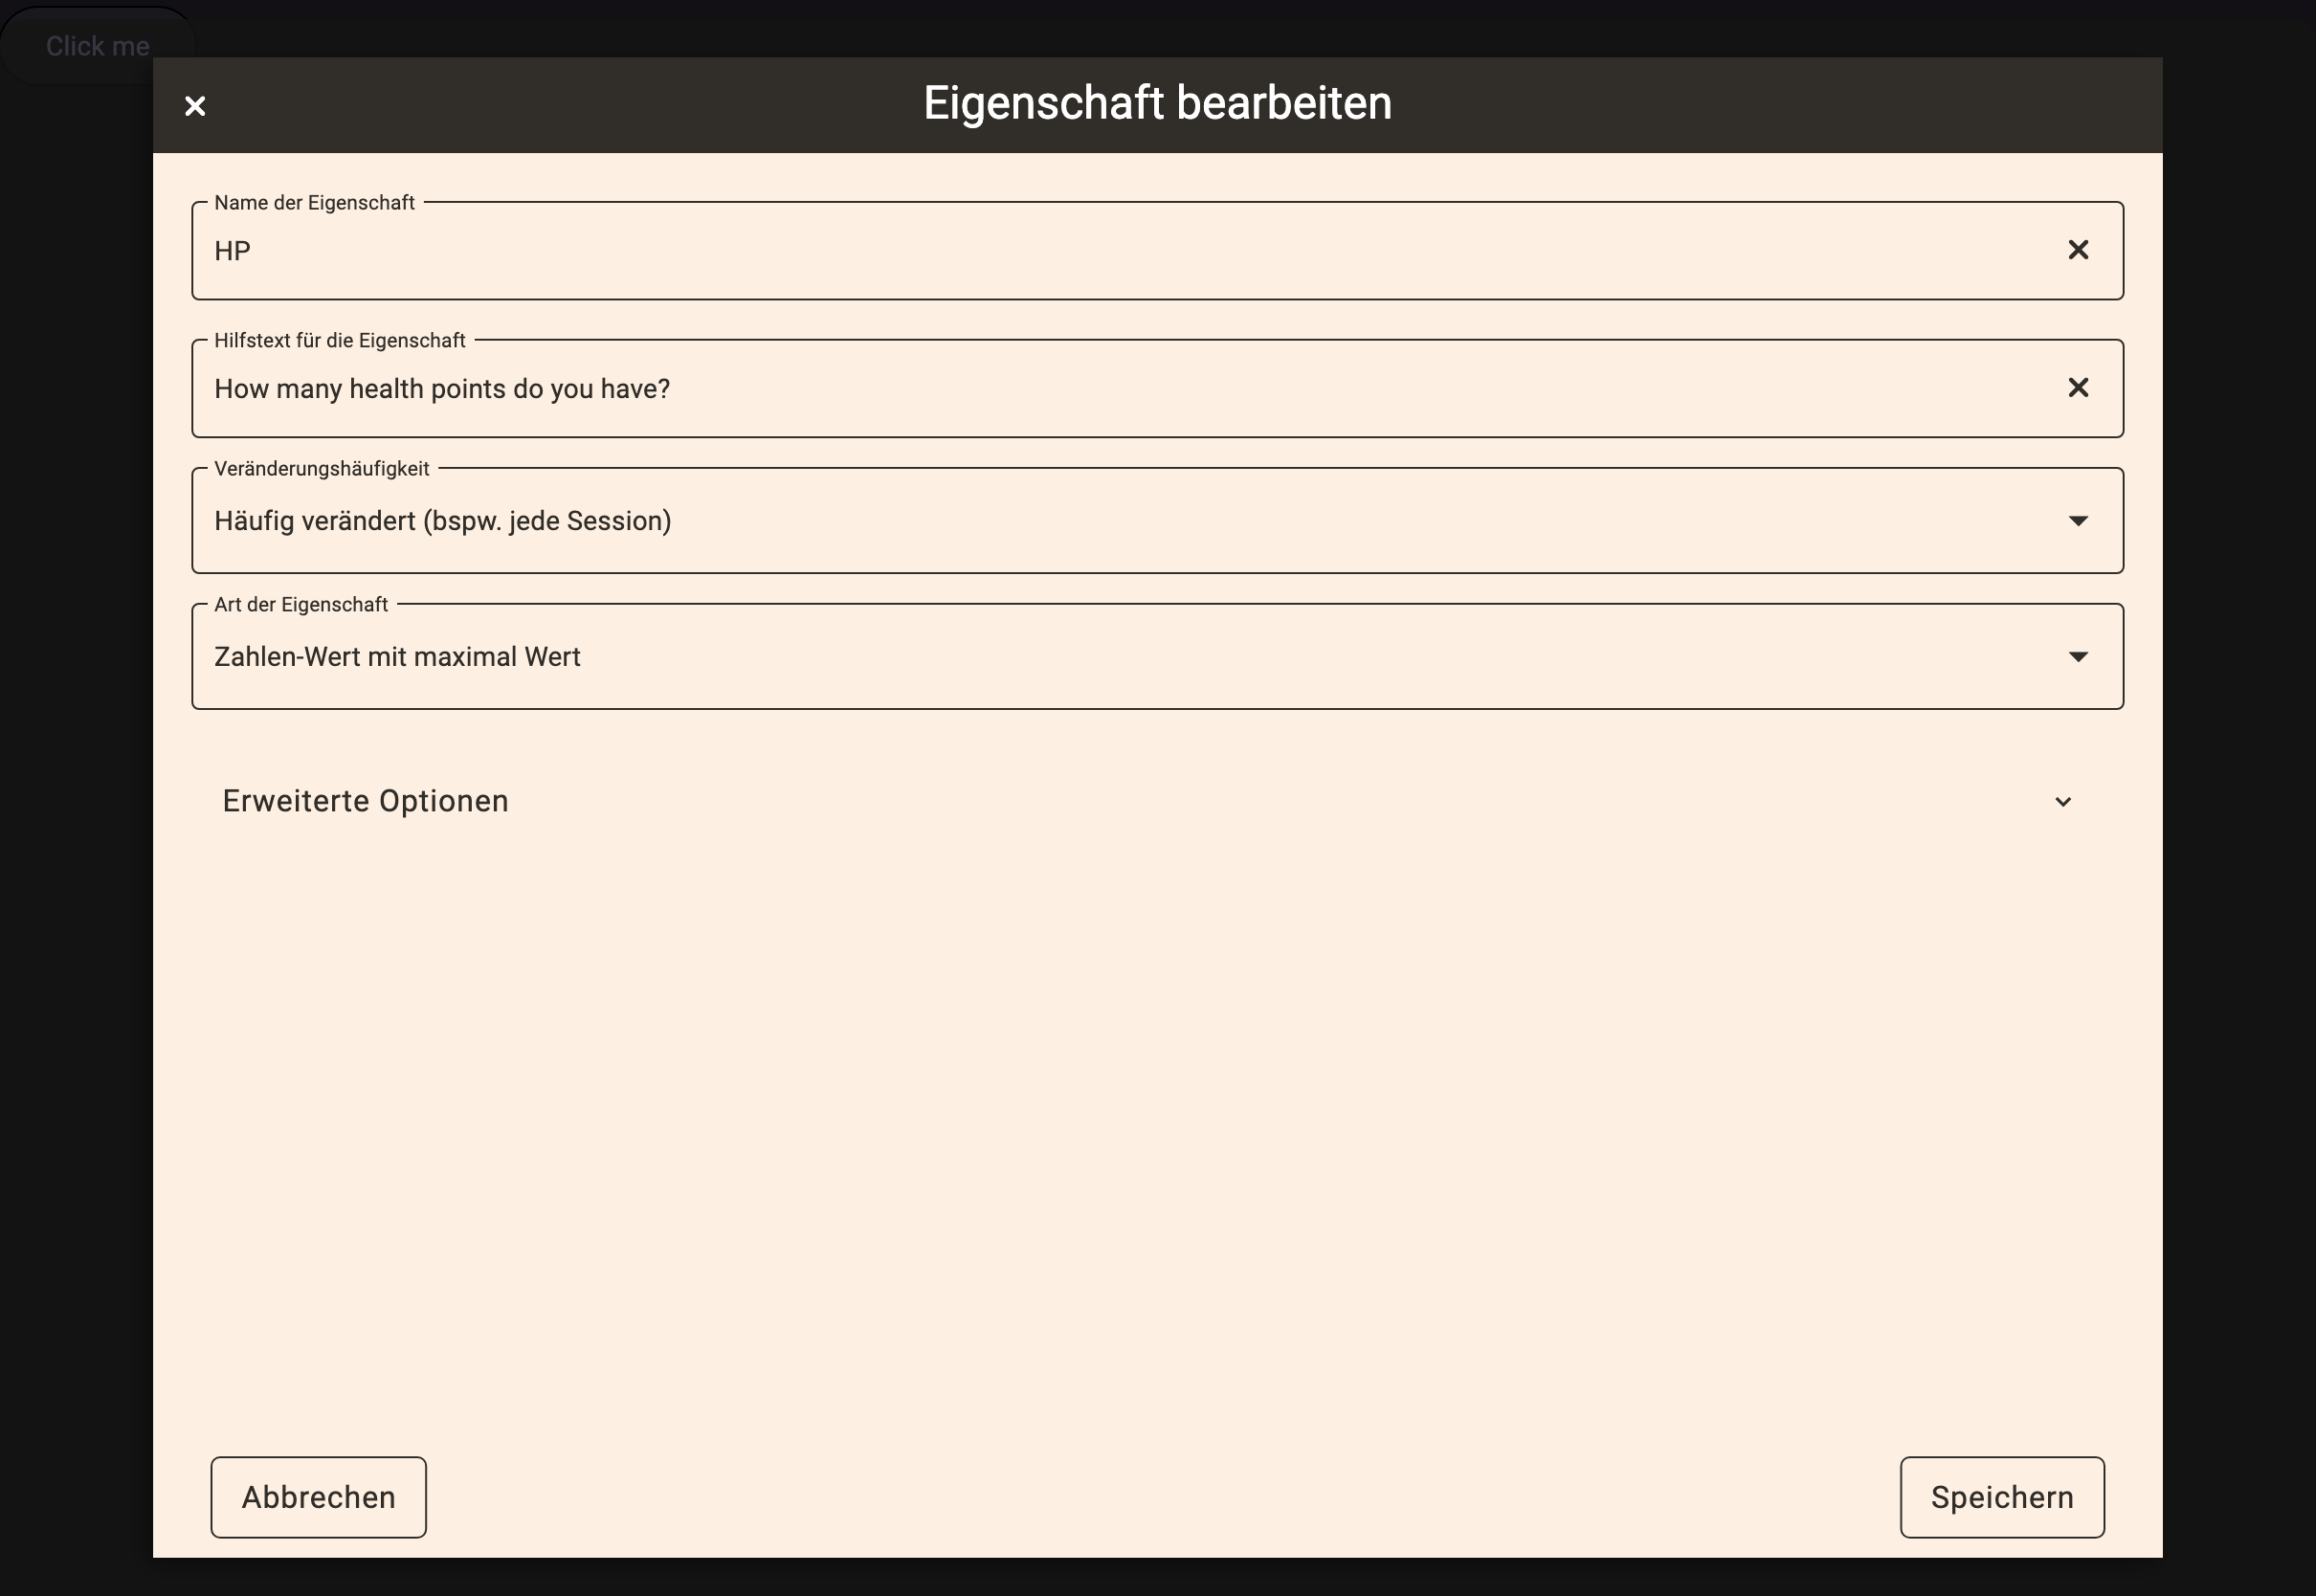 Click me
Eigenschaft bearbeiten
Name der Eigenschaft
HP
Hilfstext für die Eigenschaft
How many health points do you have?
Veränderungshäufigkeit
Häufig verändert (bspw. jede Session)
Art der Eigenschaft
Zahlen-Wert mit maximal Wert
Erweiterte Optionen
Abbrechen
Speichern